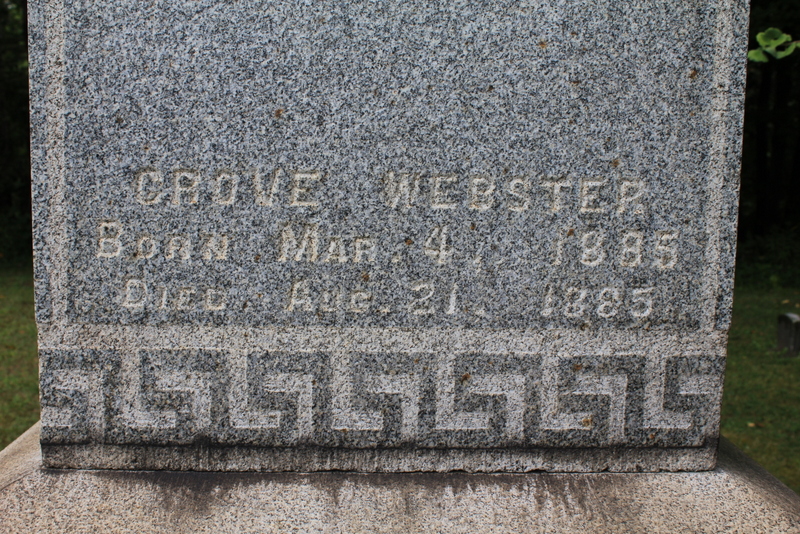 GROVE WEBSTER
BORN MAR. 4, 1885
DIED AUG. 21, 1885